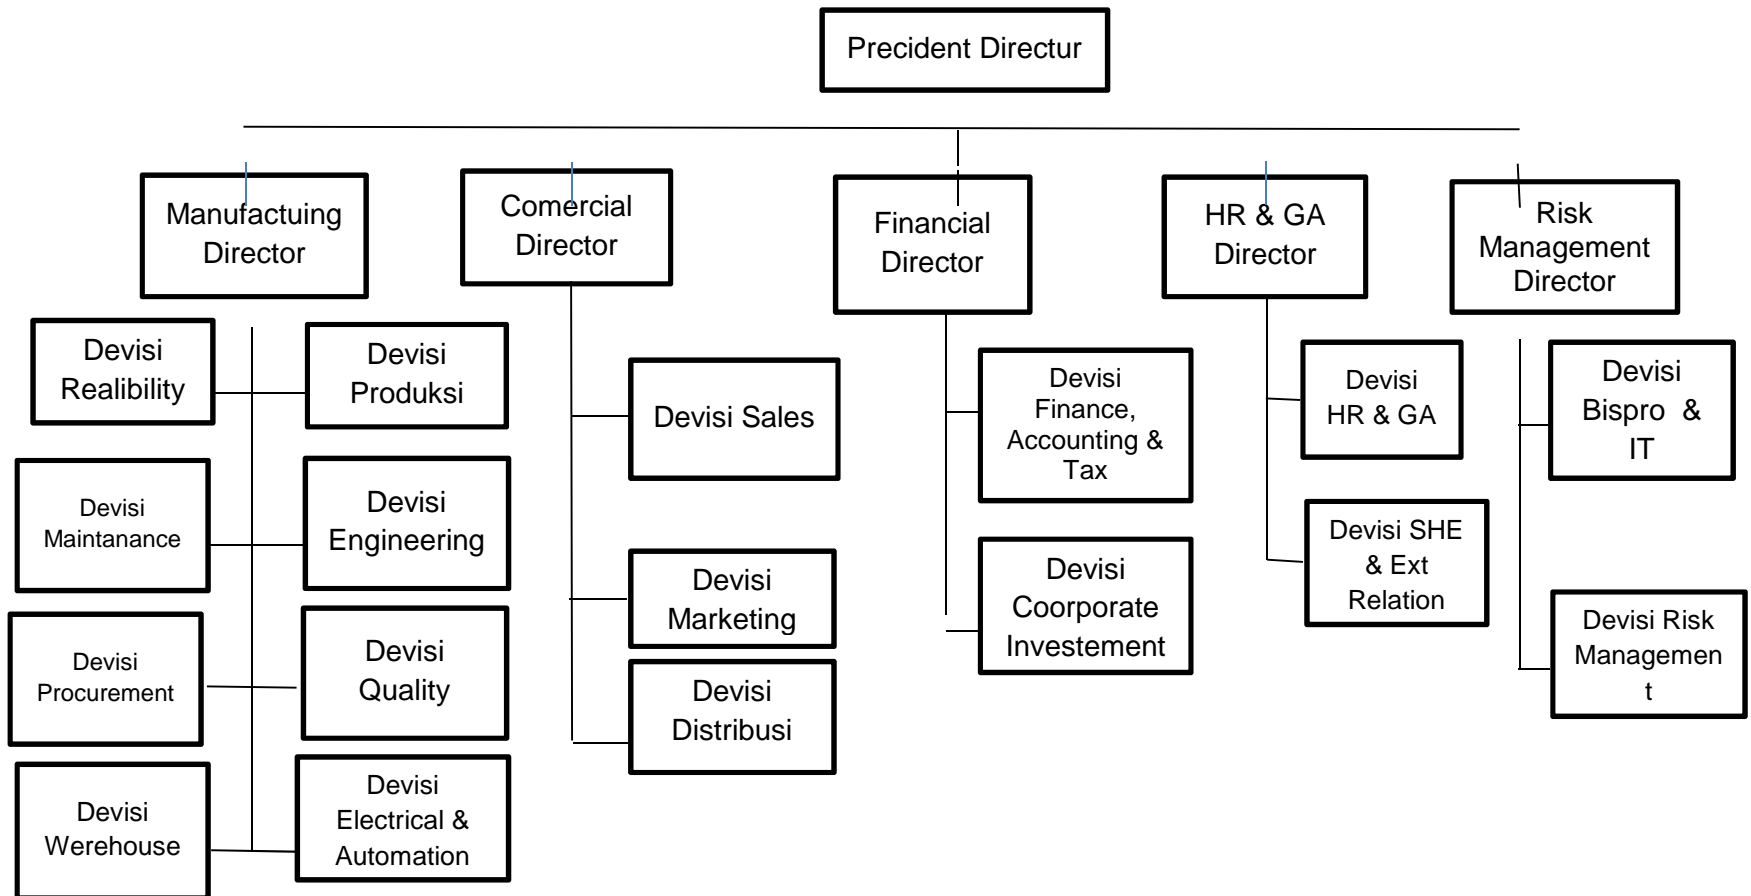 Precident Directur
Manufactuing
Director
Comercial
Director
Financial
Director
HR & GA
Director
Risk
Management
Director
Devisi
Realibility
Devisi
Produksi
Devisi
Maintanance
Devisi
Engineering
Devisi
Procurement
Devisi
Quality
Devisi
Werehouse
Devisi
Electrical &
Automation
Devisi Sales
Devisi
Marketing
Devisi
Distribusi
Devisi
Finance,
Accounting &
Tax
Devisi
Coorporate
Investement
Devisi
HR & GA
Devisi SHE
& Ext
Relation
Devisi
Bispro & 
IT
Devisi Risk
Managemen
t